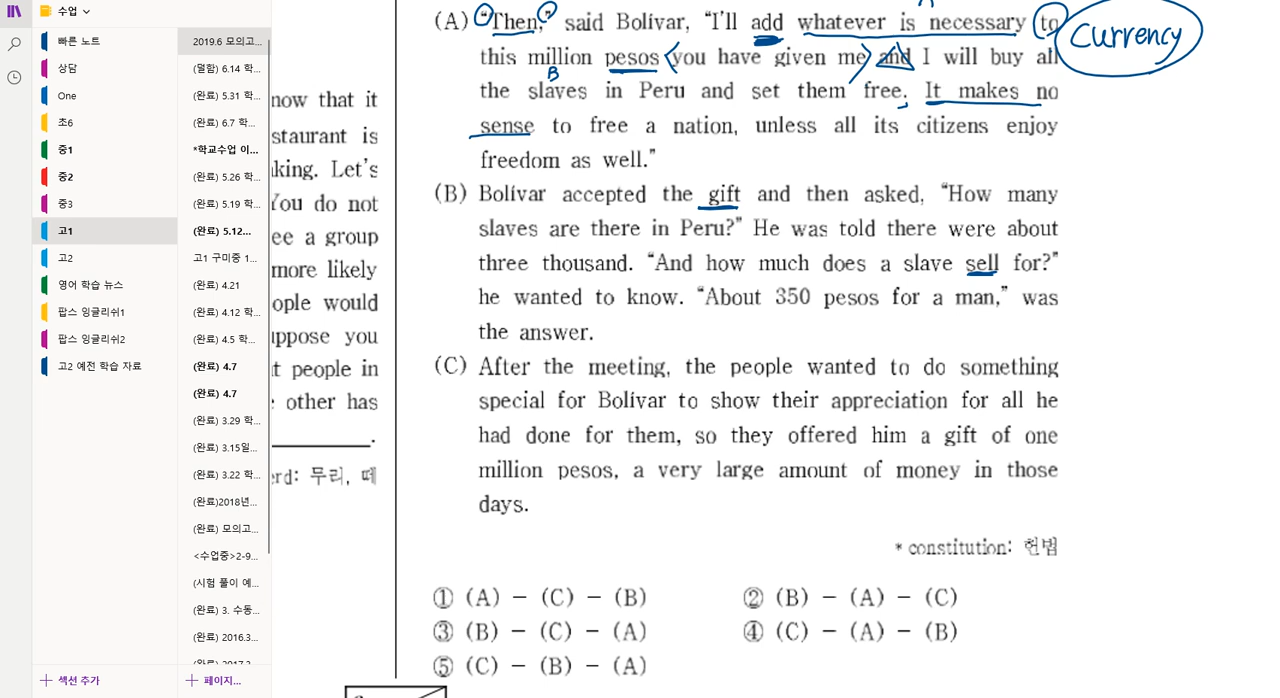 수업
빠른 노트
상담
One
초6
중1
중2
중3
고1
고2
영어 학습 뉴스
팝스 잉글리쉬1
팝스 잉글리쉬2
고2 예전 학습 자료
섹션 추가
2019.6 모의고...
(덜함) 6.14 학...
(완료) 5.31 학...
(완료) 6.7 학...
*학교수업 이...
(완료) 5.26 학...
(완료) 5.19 학...
(완료) 5.12...
고1 구미중 1...
(완료) 4.21
(완료) 4.12 학...
(완료) 4.5 학...
(완료) 4.7
(완료) 4.7
(완료) 3.29 학...
(완료) 3.15일...
(완료) 3.22 학...
(완료)2018년...
(완료) 모의고...
<수업중>2-9...
(시험 풀이 예...
(완료) 3. 수동...
(완료) 2016.3...
페이지...
now that it
staurant is
king. Let's
You do not
ee a group
more likely
ople would
ppose you
t people in
other has
erd: 무리, 떼
(A) “Then,” said Bolívar, “I'll add whatever is necessary to
this million pesos you have given me and I will buy all
the slaves in Peru and set them free. It makes no
sense to free a nation, unless all its citizens enjoy
freedom as well.”
currency
B
(B) Bolívar accepted the gift and then asked, “How many
slaves are there in Peru?” He was told there were about
three thousand. “And how much does a slave sell for?”
he wanted to know. “About 350 pesos for a man,” was
the answer.
(C) After the meeting, the people wanted to do something
special for Bolívar to show their appreciation for all he
had done for them, so they offered him a gift of one
million pesos, a very large amount of money in those
days.
* constitution: 헌법
① (A) - (C) - (B) ② (B) - (A) - (C)
③ (B) - (C) - (A) ④ (C) - (A) - (B)
⑤ (C) - (B) - (A)